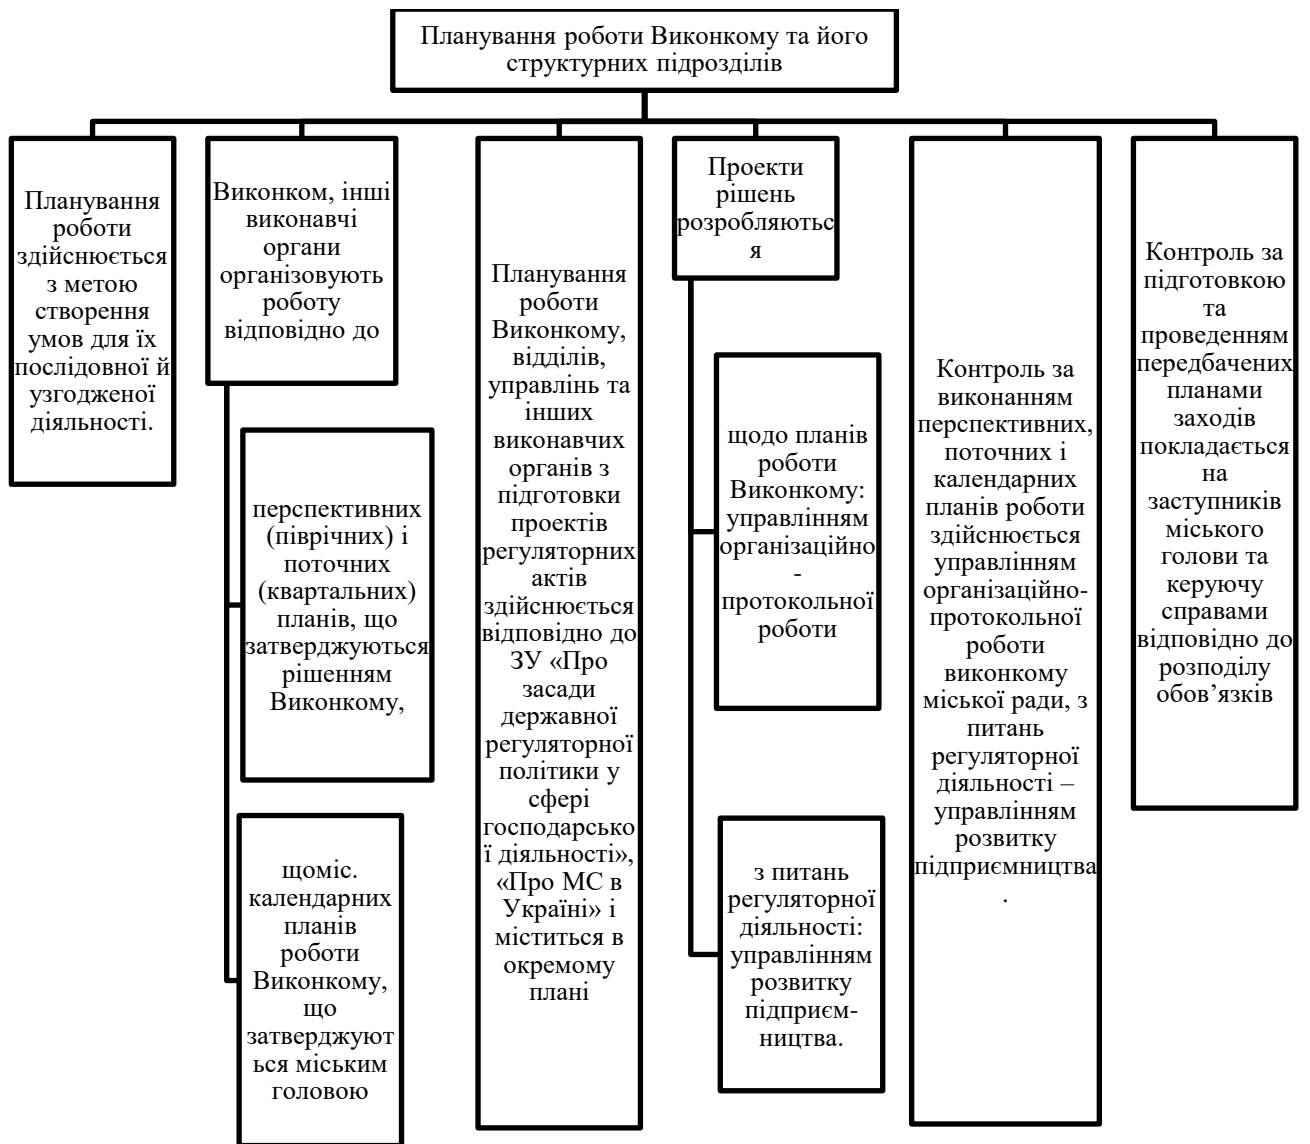 Планування роботи Виконкому та його
структурних підрозділів
Планування
роботи
здійснюється
з метою
створення
умов для їх
послідовної й
узгодженої
діяльності.
Виконком, інші
виконавчі
органи
організовують
роботу
відповідно до
перспективних
(піврічних) і
поточних
(квартальних)
планів, що
затверджуються
рішенням
Виконкому,
щоміс.
календарних
планів
роботи
Виконкому,
що
затверджуют
ься міським
головою
Планування
роботи
Виконкому,
відділів,
управлінь та
інших
виконавчих
органів з
підготовки
проектів
регуляторних
актів
здійснюється
відповідно до
ЗУ «Про
засади
державної
регуляторної
політики у
сфері
господарсько
ї діяльності»,
«Про МС в
Україні» і
міститься в
окремому
плані
Проекти
рішень
розробляютьс
я
щодо планів
роботи
Виконкому:
управлінням
організаційно
-
протокольної
роботи
з питань
регуляторної
діяльності:
управлінням
розвитку
підприєм-
ництва.
Контроль за
виконанням
перспективних,
поточних і
календарних
планів роботи
здійснюється
управлінням
організаційно-
протокольної
роботи
виконкому
міської ради, з
питань
регуляторної
діяльності –
управлінням
розвитку
підприємництва
.
Контроль за
підготовкою
та
проведенням
передбачених
планами
заходів
покладається
на
заступників
міського
голови та
керуючу
справами
відповідно до
розподілу
обов’язків